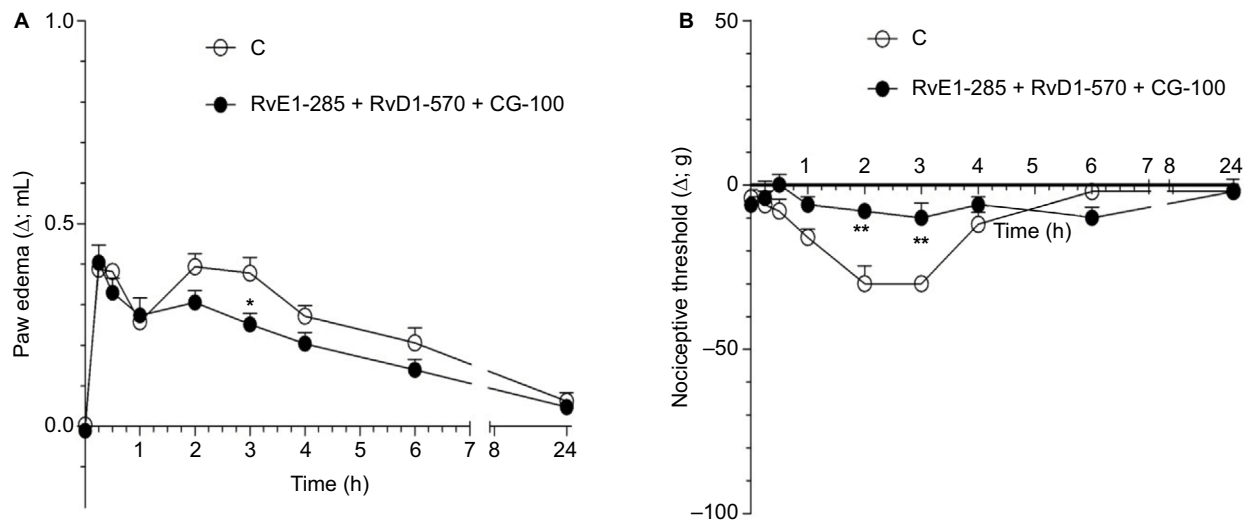 A
1.0
C
RvE1-285 + RvD1-570 + CG-100
Paw edema (Δ; mL)
0.5
*
0.0
1 2 3 4 5 6 7 8 24
Time (h)
B
50
C
RvE1-285 + RvD1-570 + CG-100
Nociceptive threshold (Δ; g)
1 2 3 4 5 6 7 8 24
0
** **
Time (h)
−50
−100